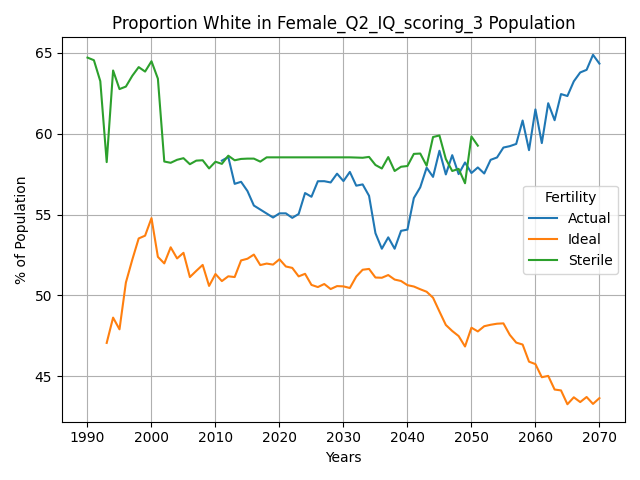 Proportion White in Female_Q2_IQ_scoring_3 Population
65
60
55
50
45
% of Population
Fertility
Actual
Ideal
Sterile
1990 2000 2010 2020 2030 2040 2050 2060 2070
Years